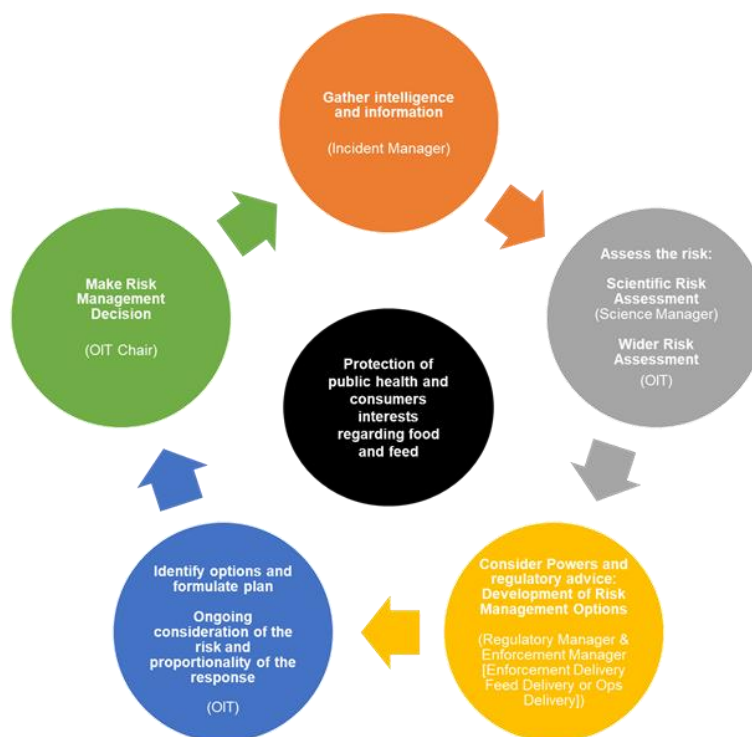 Gather intelligence
and information
(Incident Manager)
Assess the risk:
Scientific Risk
Assessment
(Science Manager)
Wider Risk
Assessment
(OIT)
Consider Powers and
regulatory advice:
Development of Risk
Management Options
(Regulatory Manager &
Enforcement Manager
[Enforcement Delivery
Feed Delivery or Ops
Delivery])
Identify options and
formulate plan
Ongoing
consideration of the
risk and
proportionality of the
response
(OIT)
Make Risk
Management
Decision
(OIT Chair)
Protection of
public health and
consumers
interests
regarding food
and feed